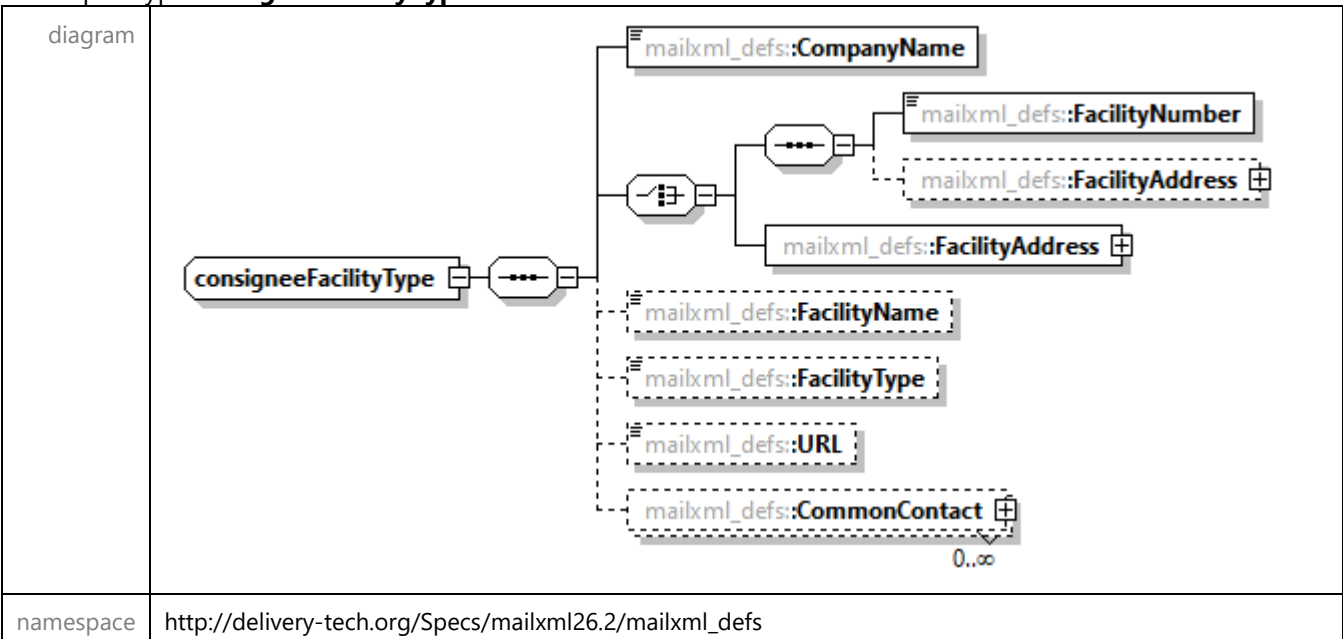 diagram
mailxml_defs::CompanyName
mailxml_defs::FacilityNumber
mailxml_defs::FacilityAddress
mailxml_defs::FacilityAddress
consigneeFacilityType
mailxml_defs::FacilityName
mailxml_defs::FacilityType
mailxml_defs::URL
mailxml_defs::CommonContact
0..∞
namespace http://delivery-tech.org/Specs/mailxml26.2/mailxml_defs